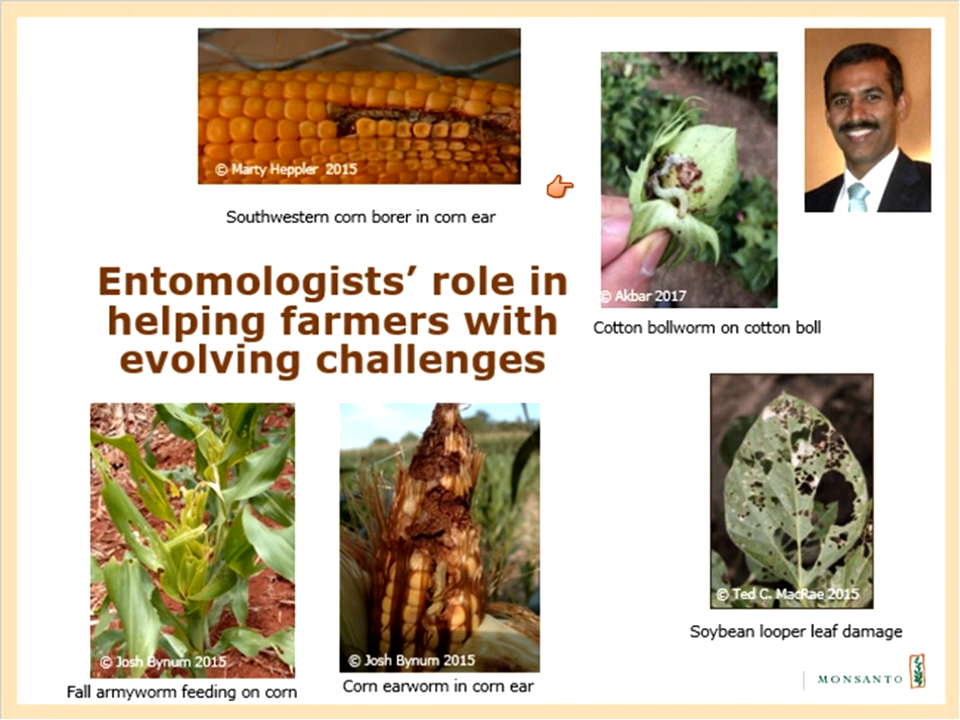 © Marty Heppler 2015
Southwestern corn borer in corn ear
© Akbar 2017
Cotton bollworm on cotton boll
Entomologists’ role in
helping farmers with
evolving challenges
© Josh Bynum 2015
Fall armyworm feeding on corn
© Josh Bynum 2015
Corn earworm in corn ear
© Ted C. MacRae 2015
Soybean looper leaf damage
MONSANTO